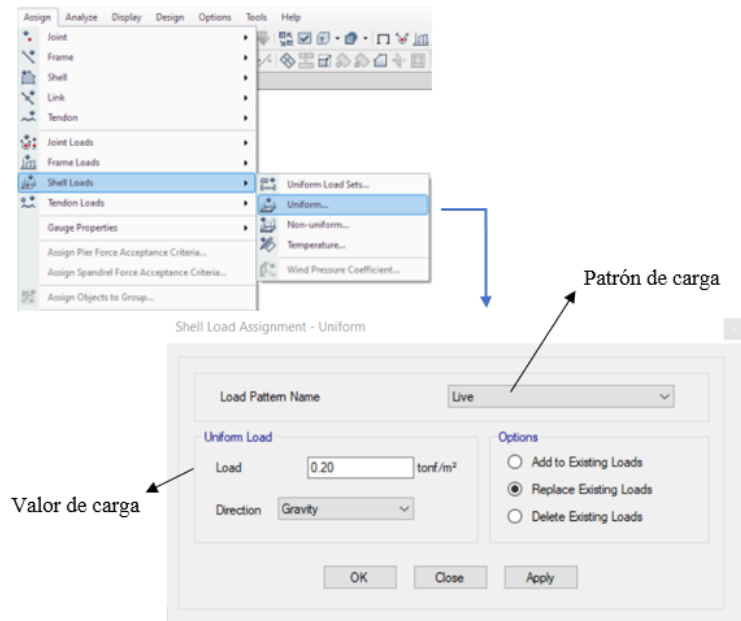 Assign Analyze Display Design Options Tools Help
Joint
Frame
Shell
Link
Tendon
Joint Loads
Frame Loads
Shell Loads
Tendon Loads
Gauge Properties
Assign Pier Force Acceptance Criteria...
Assign Spandrel Force Acceptance Criteria...
Assign Objects to Group...
Uniform Load Sets...
Uniform...
Non-uniform...
Temperature...
Wind Pressure Coefficient...
Patrón de carga
Shell Load Assignment - Uniform
Load Pattern Name Live
Uniform Load
Load 0.20 tonf/m²
Direction Gravity
Options
Add to Existing Loads
Replace Existing Loads
Delete Existing Loads
Valor de carga
OK Close Apply